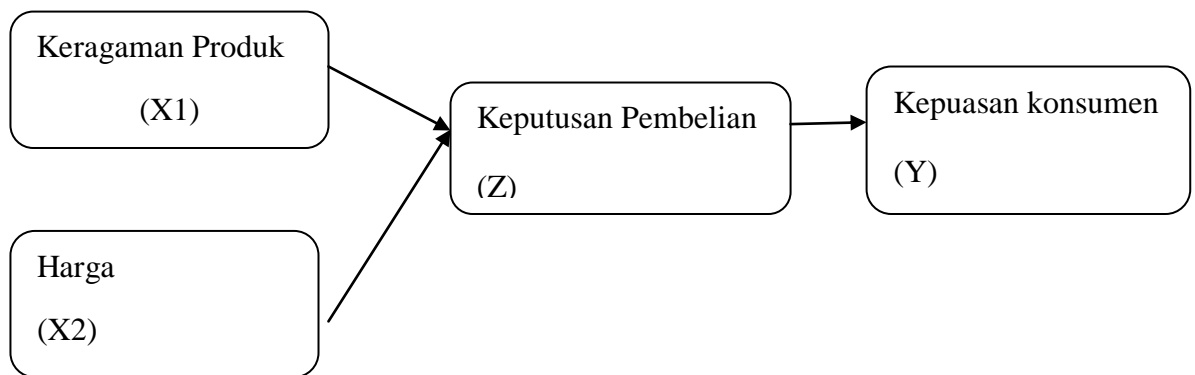 Keragaman Produk
(X1)
Keputusan Pembelian
(Z)
Kepuasan konsumen
(Y)
Harga
(X2)